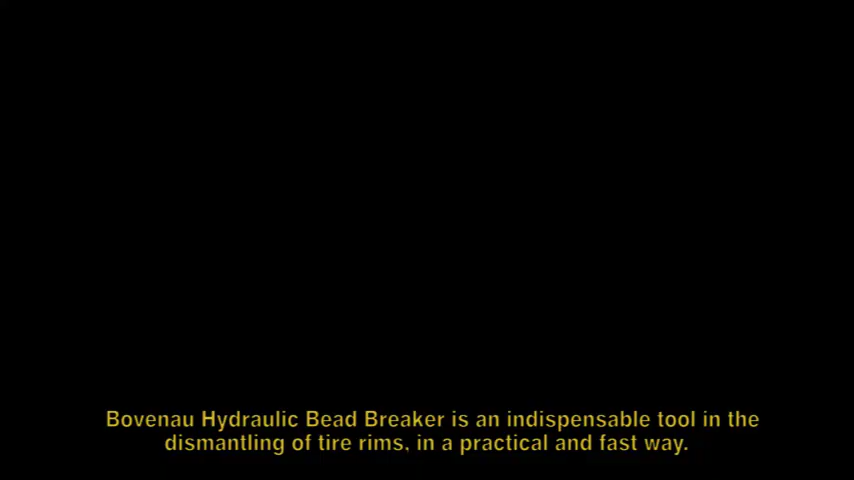 Bovenau Hydraulic Bead Breaker is an indispensable tool in the
dismantling of tire rims, in a practical and fast way.